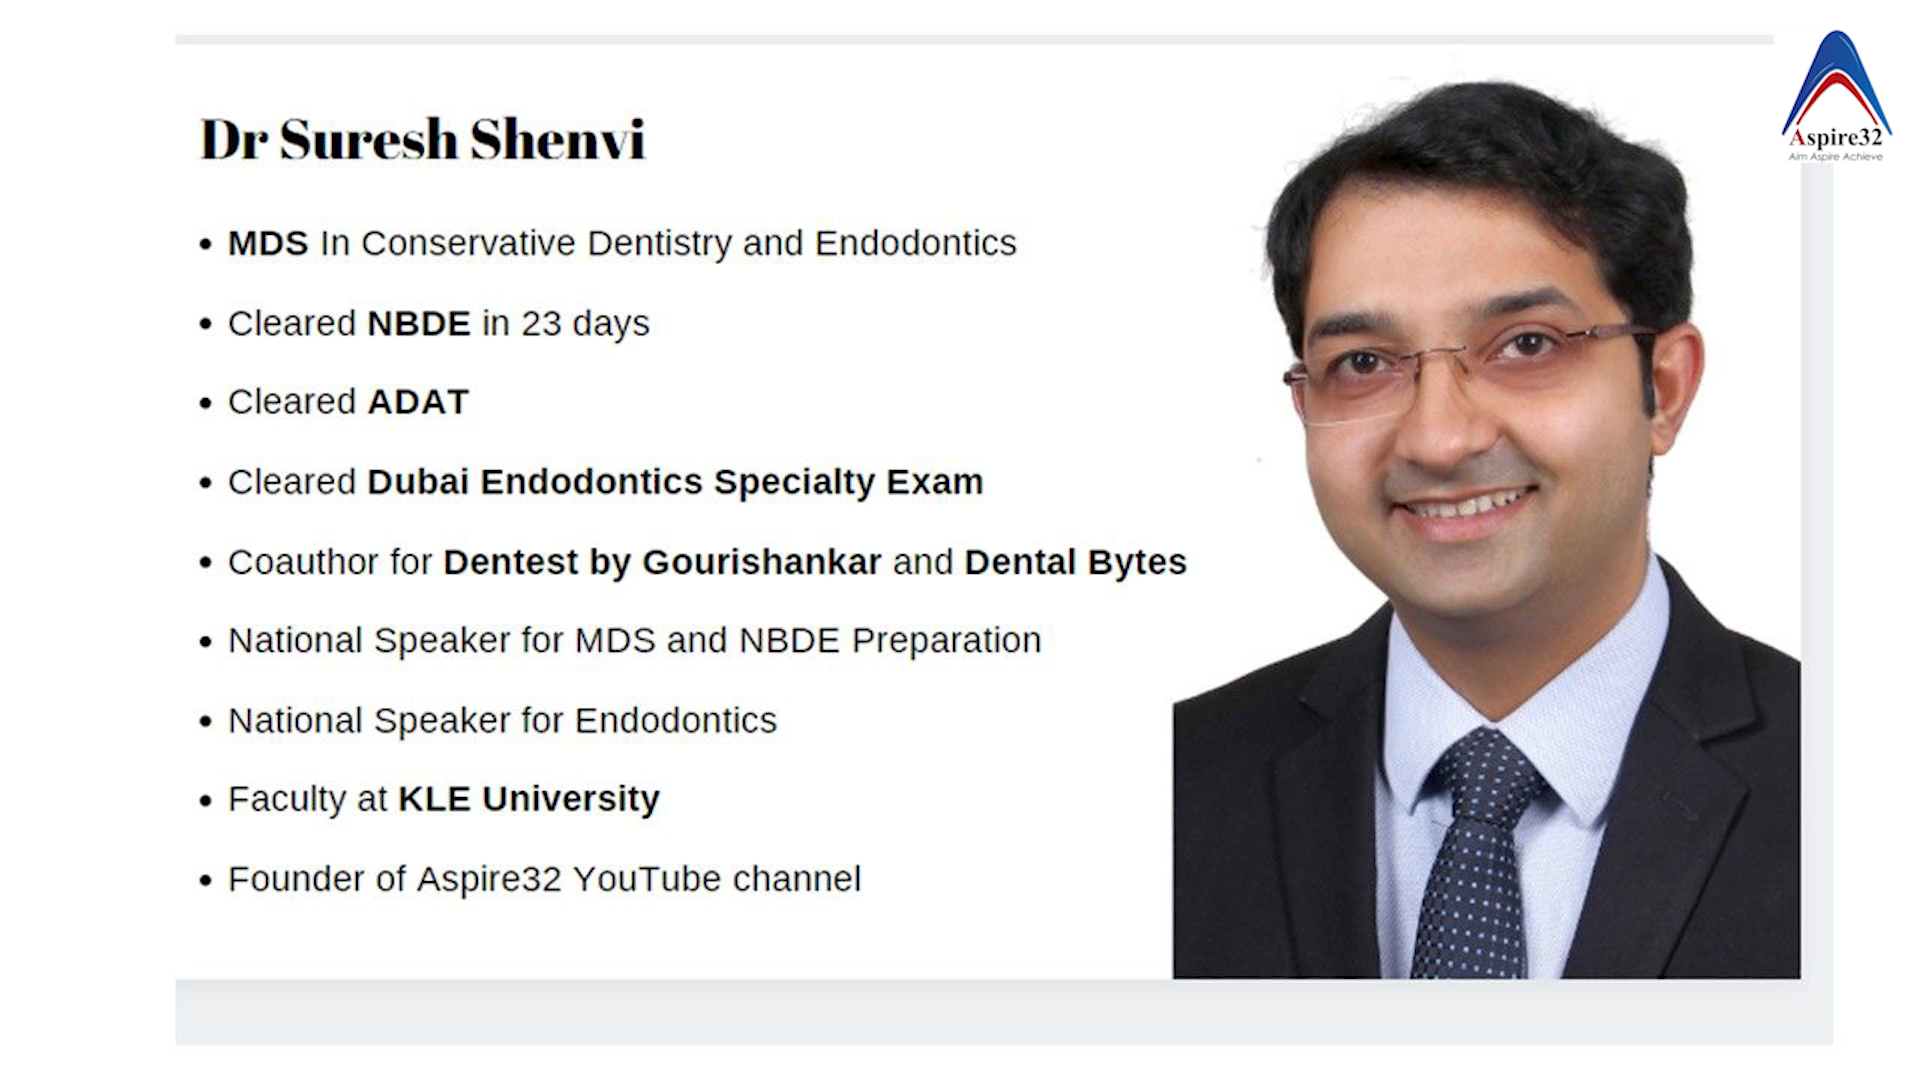 Dr Suresh Shenvi
• MDS In Conservative Dentistry and Endodontics
• Cleared NBDE in 23 days
• Cleared ADAT
• Cleared Dubai Endodontics Specialty Exam
• Coauthor for Dentest by Gourishankar and Dental Bytes
• National Speaker for MDS and NBDE Preparation
• National Speaker for Endodontics
• Faculty at KLE University
• Founder of Aspire32 YouTube channel
Aspire32
Aim Aspire Achieve